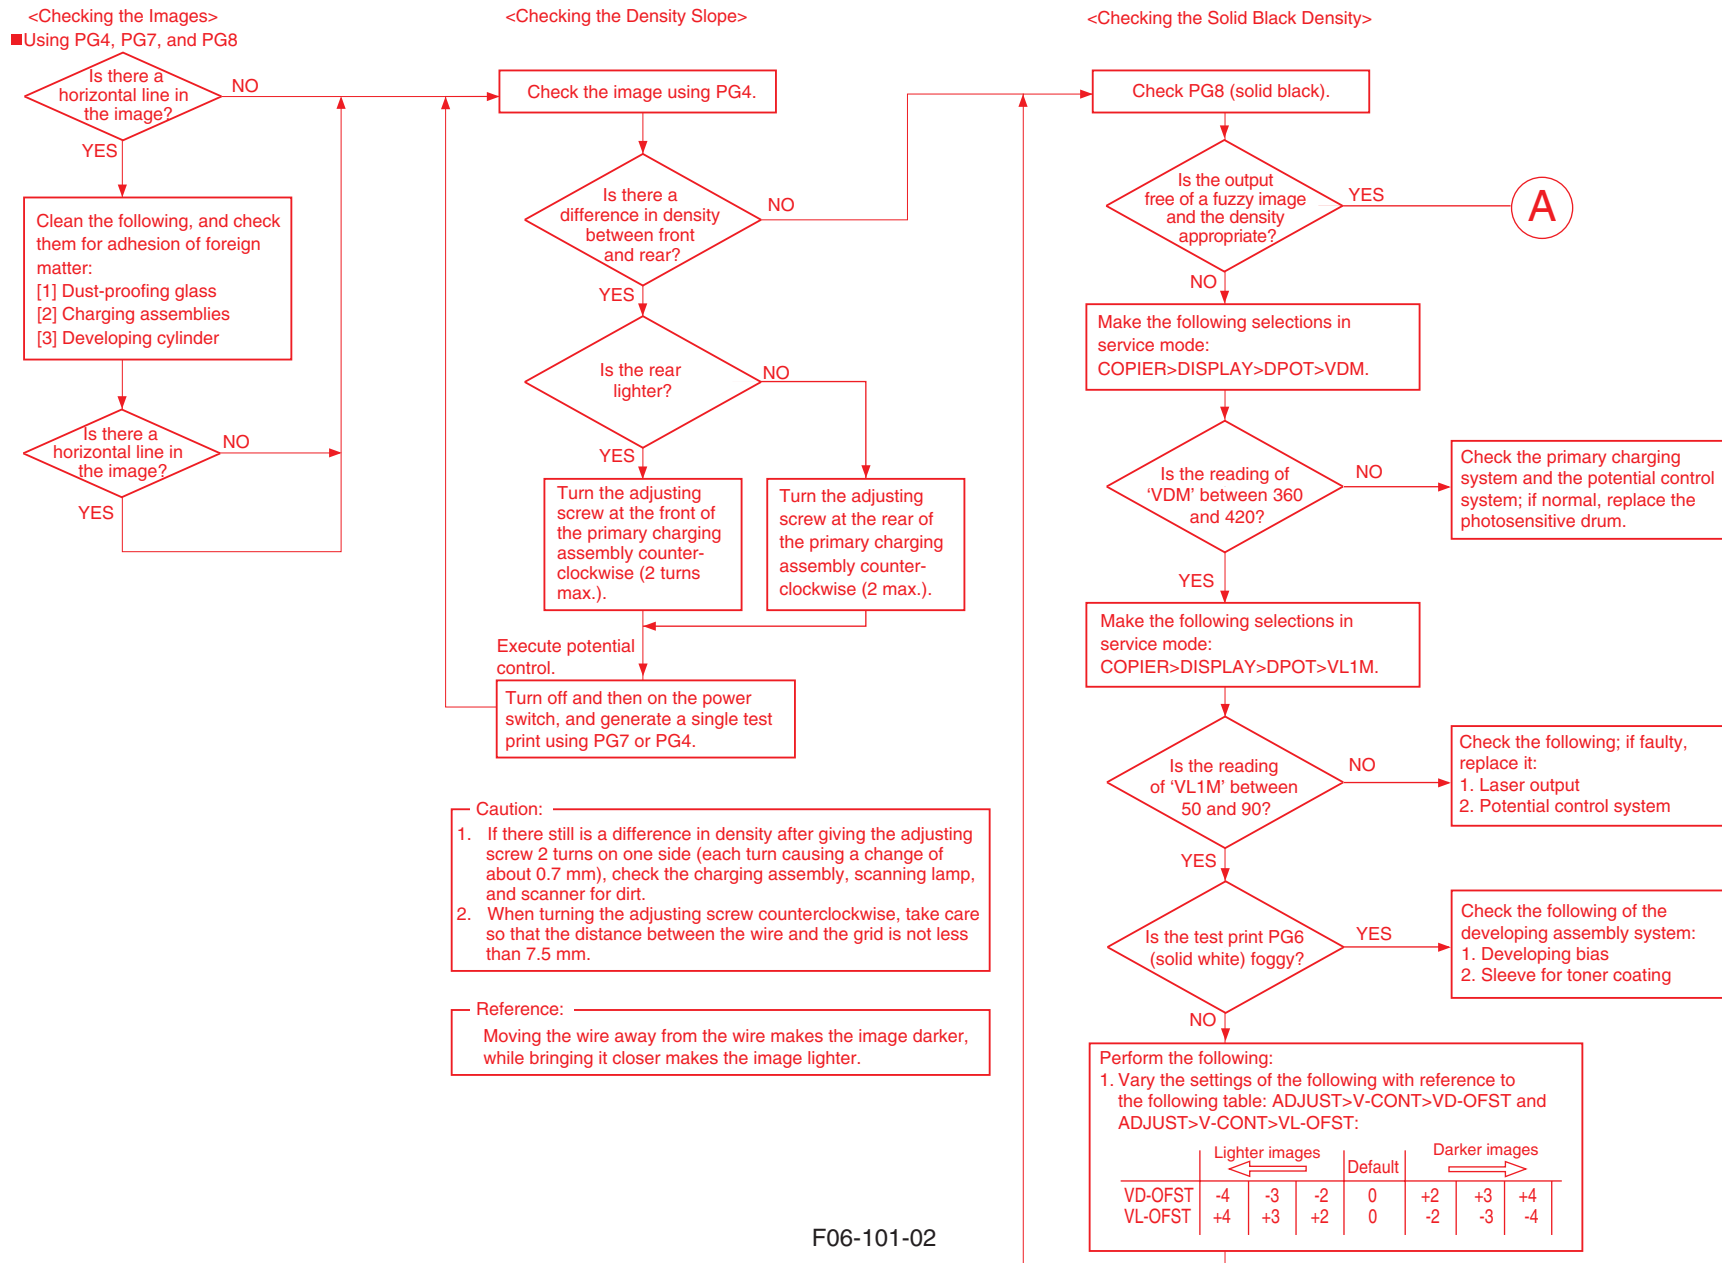 <Checking the Images>
■Using PG4, PG7, and PG8
Is there a
horizontal line in
the image?
NO
YES
Clean the following, and check
them for adhesion of foreign
matter:
[1] Dust-proofing glass
[2] Charging assemblies
[3] Developing cylinder
Is there a
horizontal line in
the image?
NO
YES
<Checking the Density Slope>
Check the image using PG4.
Is there a
difference in density
between front
and rear?
NO
YES
Is the rear
lighter?
NO
YES
Turn the adjusting
screw at the front of
the primary charging
assembly counter-
clockwise (2 turns
max.).
Turn the adjusting
screw at the rear of
the primary charging
assembly counter-
clockwise (2 max.).
Execute potential
control.
Turn off and then on the power
switch, and generate a single test
print using PG7 or PG4.
Caution:
1. If there still is a difference in density after giving the adjusting
screw 2 turns on one side (each turn causing a change of
about 0.7 mm), check the charging assembly, scanning lamp,
and scanner for dirt.
2. When turning the adjusting screw counterclockwise, take care
so that the distance between the wire and the grid is not less
than 7.5 mm.
Reference:
Moving the wire away from the wire makes the image darker,
while bringing it closer makes the image lighter.
<Checking the Solid Black Density>
Check PG8 (solid black).
Is the output
free of a fuzzy image
and the density
appropriate?
YES
A
NO
Make the following selections in
service mode:
COPIER>DISPLAY>DPOT>VDM.
Is the reading of
‘VDM’ between 360
and 420?
NO
Check the primary charging
system and the potential control
system; if normal, replace the
photosensitive drum.
YES
Make the following selections in
service mode:
COPIER>DISPLAY>DPOT>VL1M.
Is the reading
of ‘VL1M’ between
50 and 90?
NO
Check the following; if faulty,
replace it:
1. Laser output
2. Potential control system
YES
Is the test print PG6
(solid white) foggy?
YES
Check the following of the
developing assembly system:
1. Developing bias
2. Sleeve for toner coating
NO
Perform the following:
1. Vary the settings of the following with reference to
the following table: ADJUST>V-CONT>VD-OFST and
ADJUST>V-CONT>VL-OFST:
Lighter images Default Darker images
VD-OFST -4 -3 -2 0 +2 +3 +4
VL-OFST +4 +3 +2 0 -2 -3 -4
F06-101-02